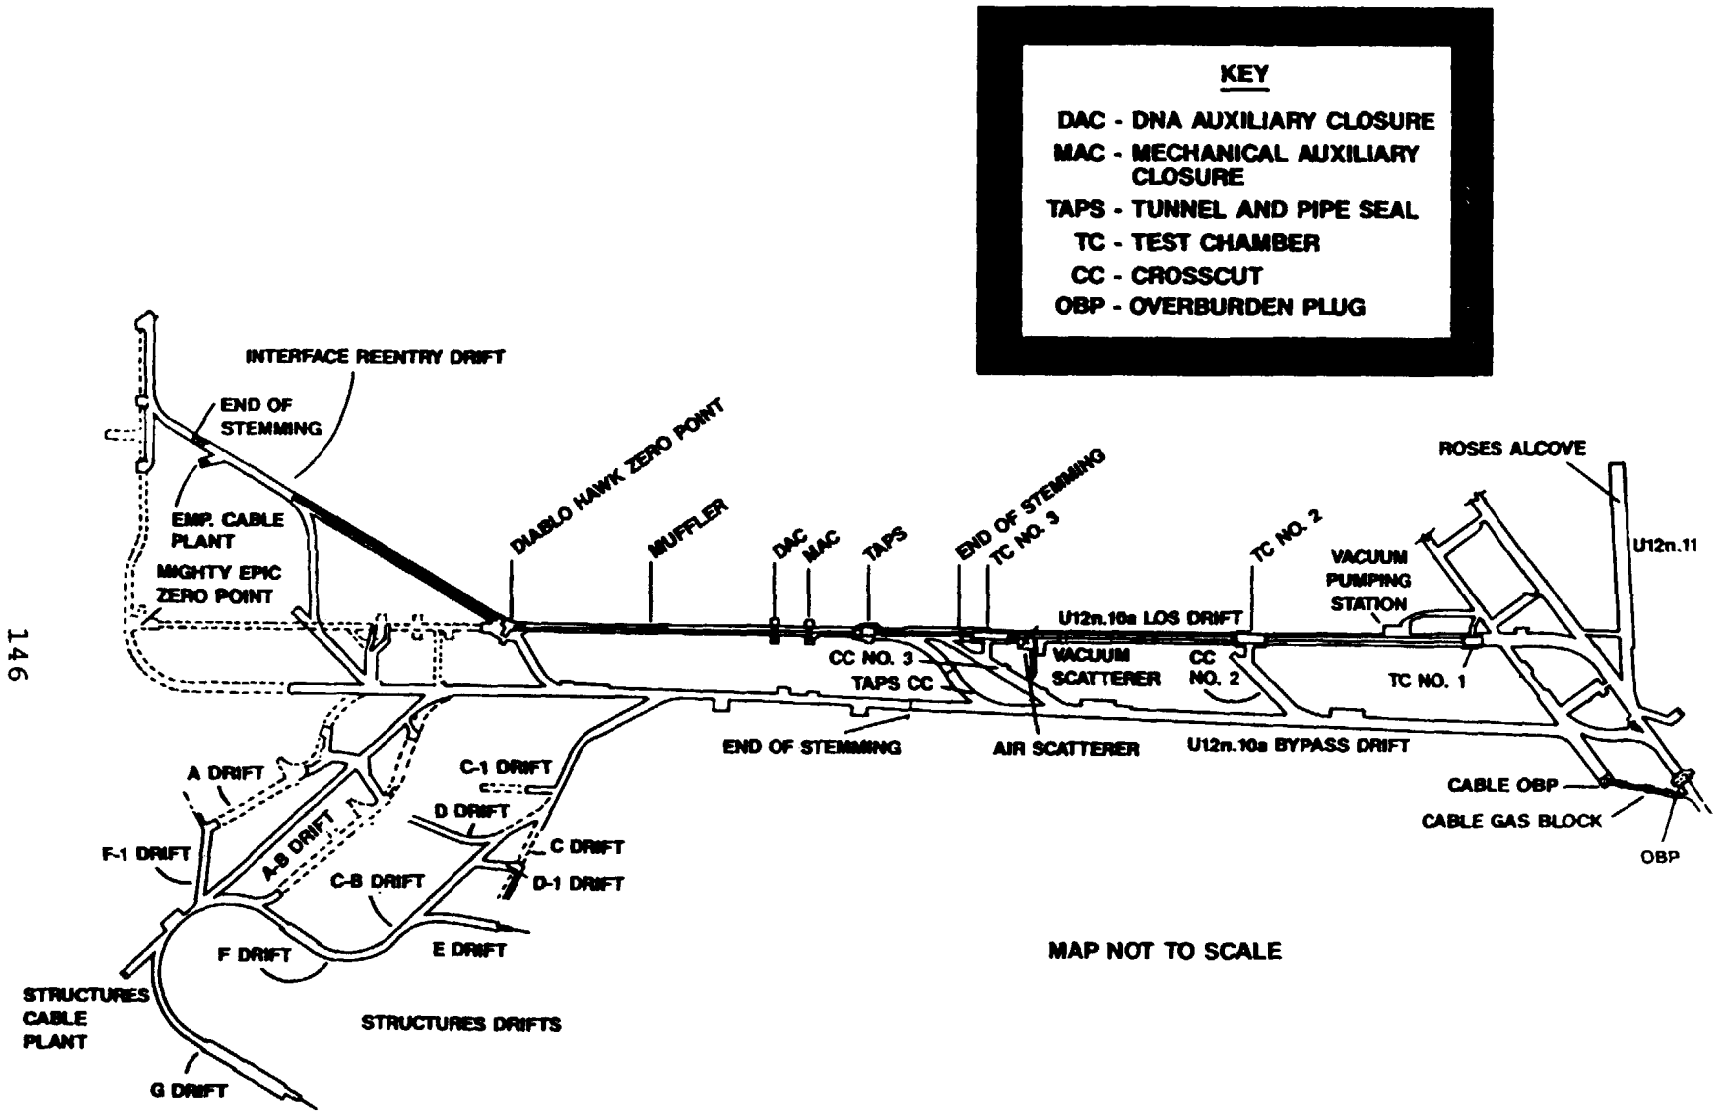 KEY
DAC - DNA AUXILIARY CLOSURE
MAC - MECHANICAL AUXILIARY
CLOSURE
TAPS - TUNNEL AND PIPE SEAL
TC - TEST CHAMBER
CC - CROSSCUT
OBP - OVERBURDEN PLUG
INTERFACE REENTRY DRIFT
END OF
STEMMING
EMP. CABLE
PLANT
MIGHTY EPIC
ZERO POINT
DIABLO HAWK ZERO POINT
MUFFLER
DAC
MAC
TAPS
END OF STEMMING
TC NO. 3
TC NO. 2
ROSES ALCOVE
U12n.11
VACUUM
PUMPING
STATION
U12n.10a LOS DRIFT
CC NO. 3
TAPS CC
VACUUM
SCATTERER
CC
NO. 2
TC NO. 1
END OF STEMMING
AIR SCATTERER
U12n.10a BYPASS DRIFT
CABLE OBP
CABLE GAS BLOCK
OBP
A DRIFT
C-1 DRIFT
D DRIFT
A-B DRIFT
F-1 DRIFT
C DRIFT
C-B DRIFT
D-1 DRIFT
F DRIFT
E DRIFT
STRUCTURES
CABLE
PLANT
STRUCTURES DRIFTS
G DRIFT
MAP NOT TO SCALE
146